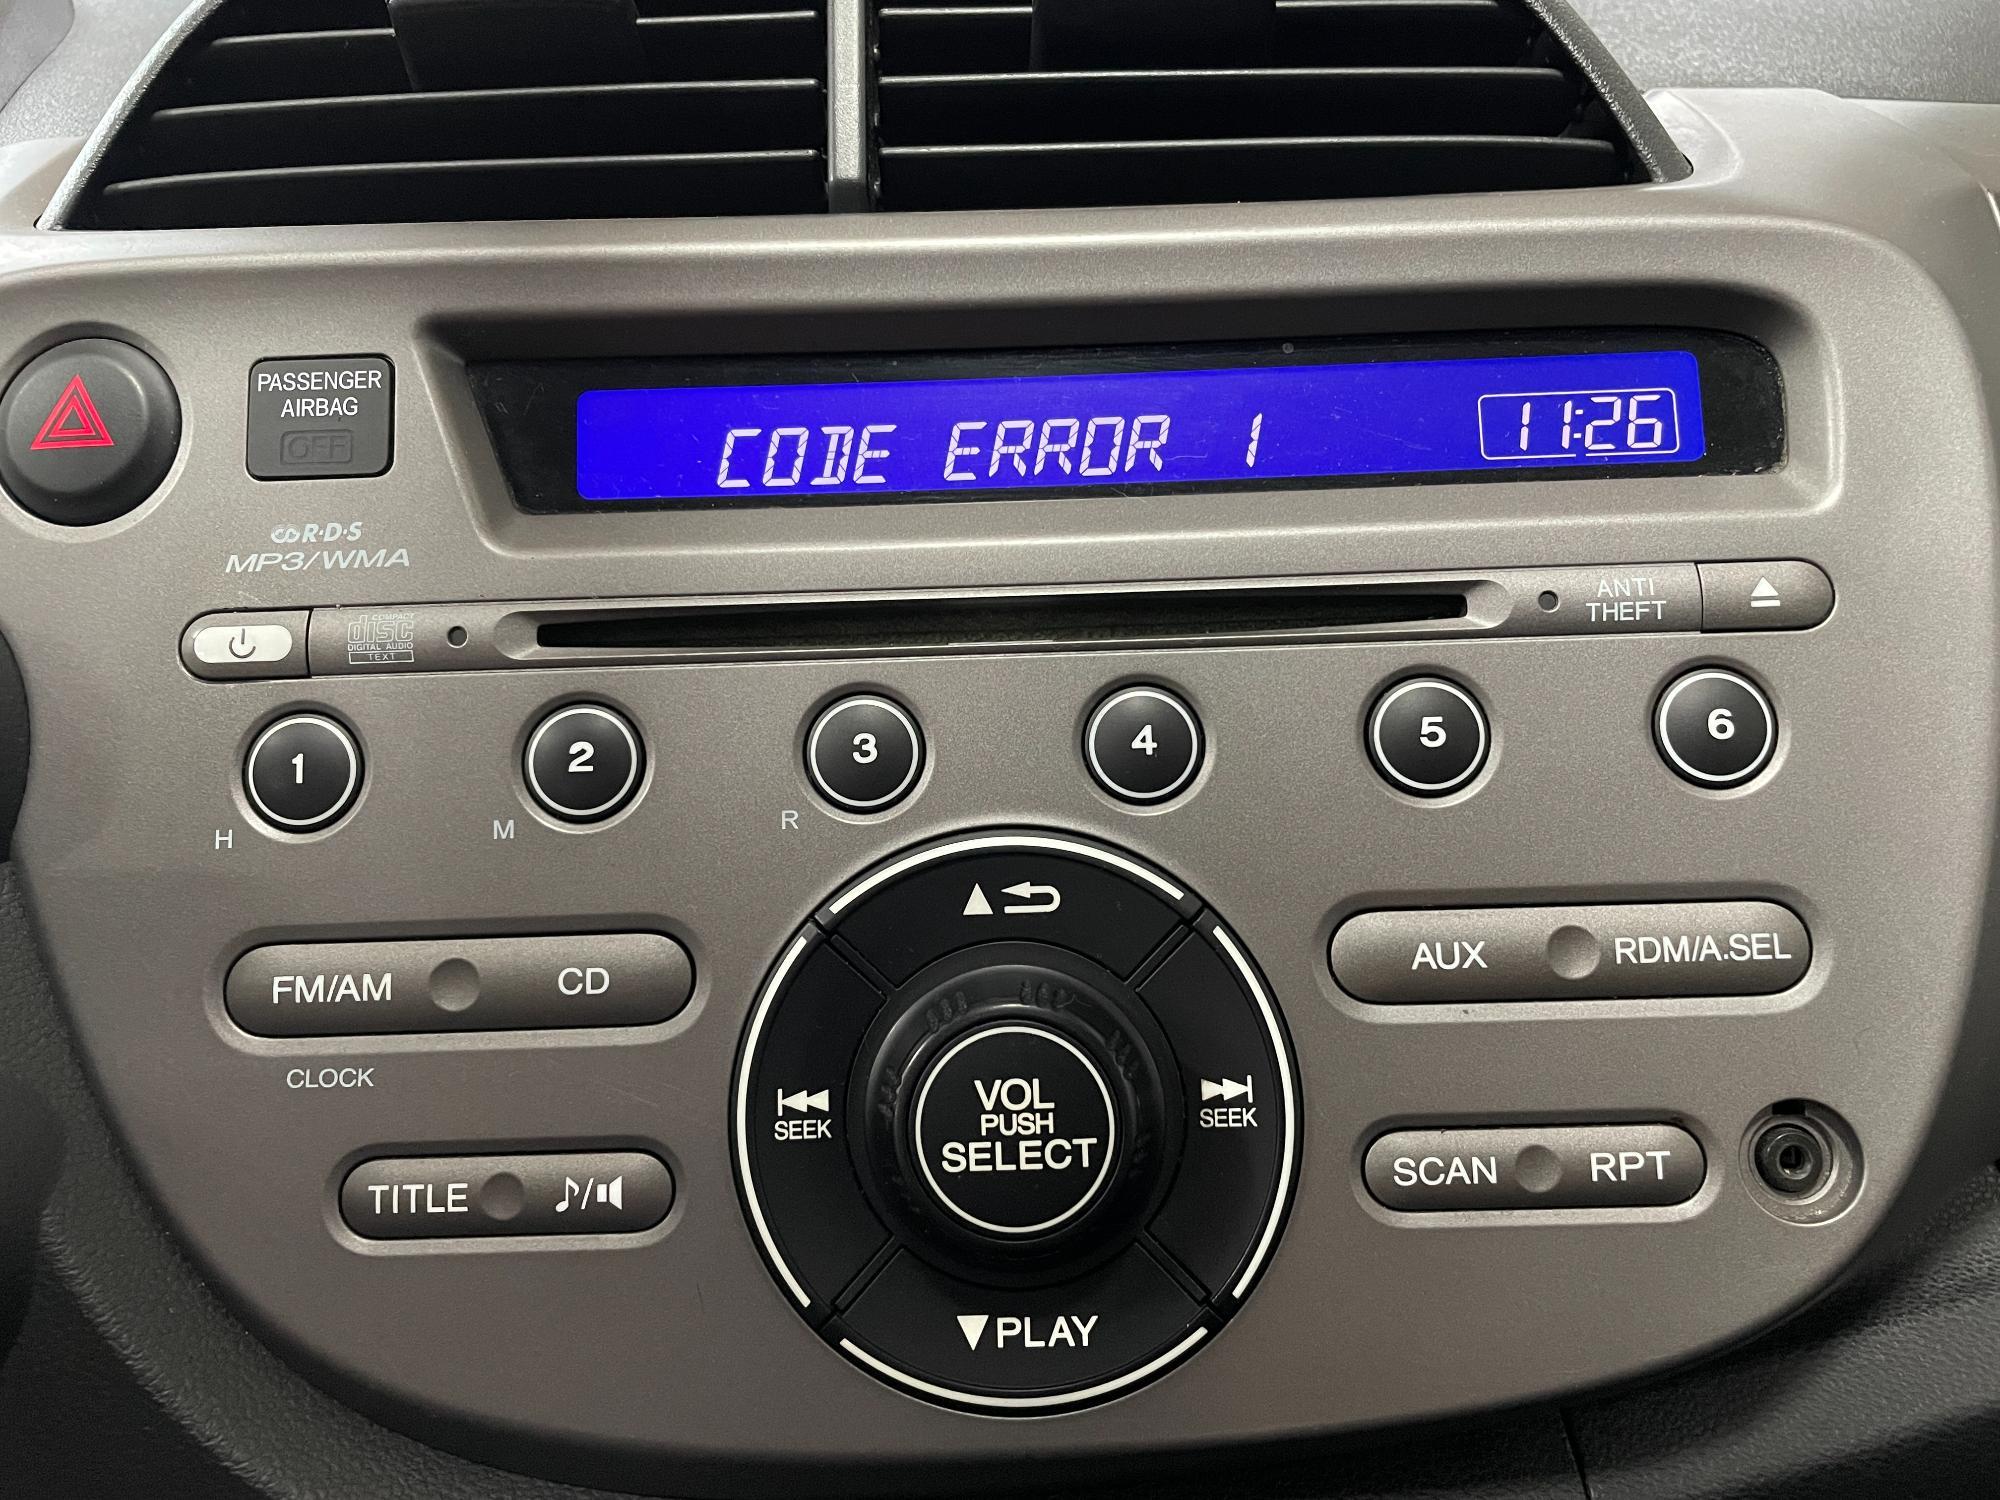 PASSENGER
AIRBAG
OFF
CODE ERROR 1 11:26
R·D·S
MP3/WMA
COMPACT
disc
DIGITAL AUDIO
TEXT
ANTI
THEFT
1 2 3 4 5 6
H M R
FM/AM CD
AUX RDM/A.SEL
CLOCK
SEEK
VOL
PUSH
SELECT
SEEK
TITLE
SCAN RPT
PLAY